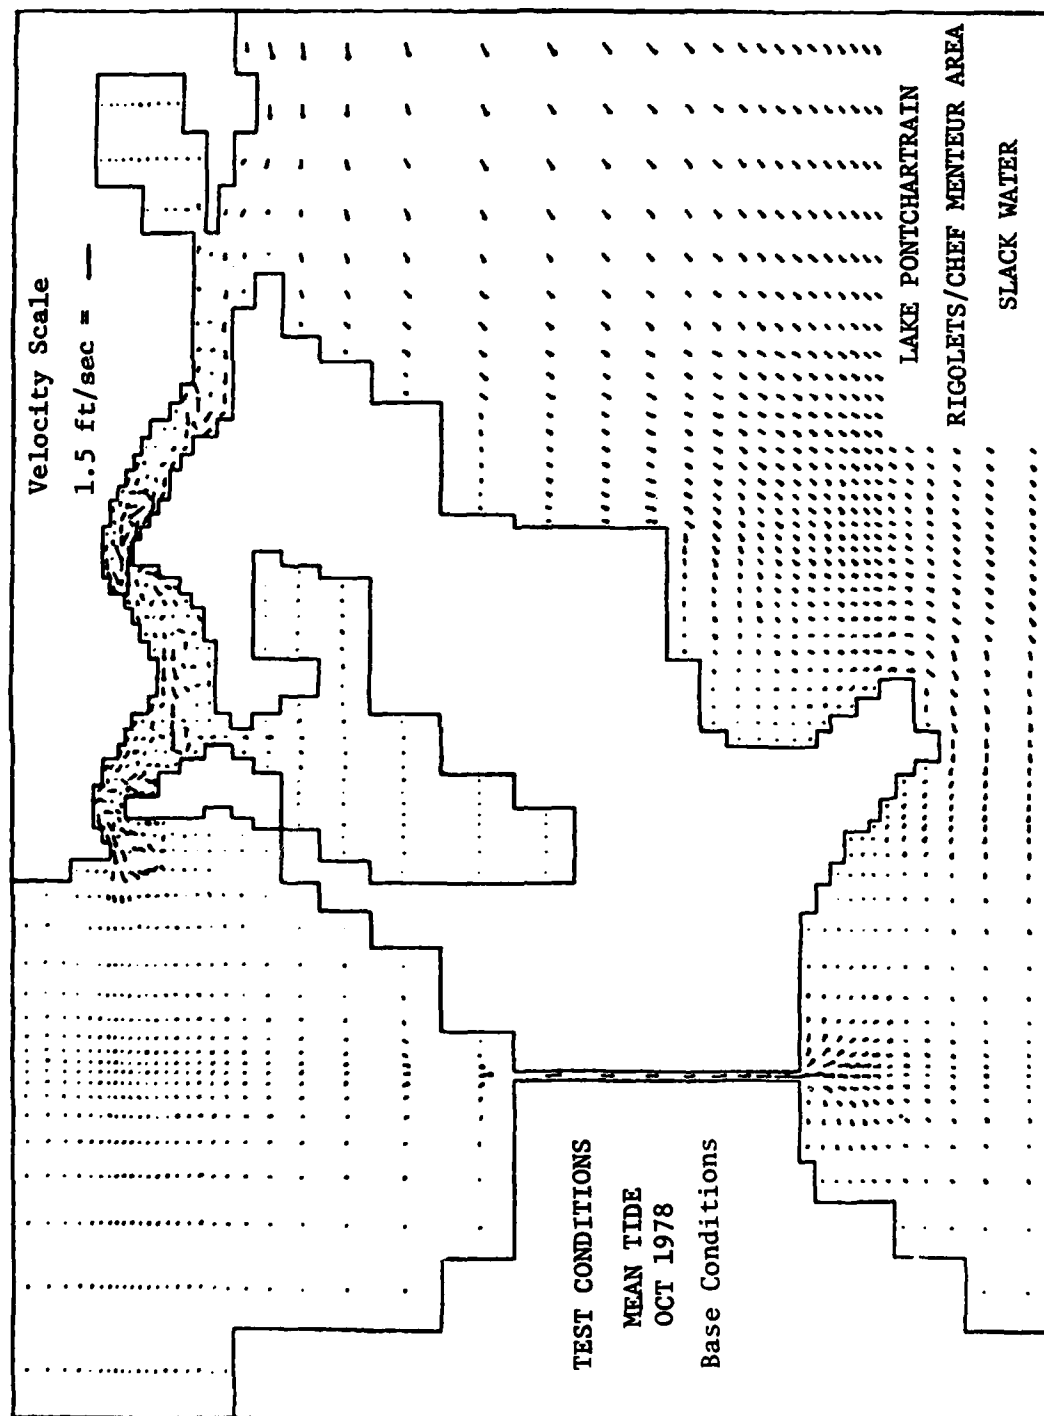 Velocity Scale
1.5 ft/sec =
TEST CONDITIONS
MEAN TIDE
OCT 1978
Base Conditions
LAKE PONTCHARTRAIN
RIGOLETS/CHEF MENTEUR AREA
SLACK WATER